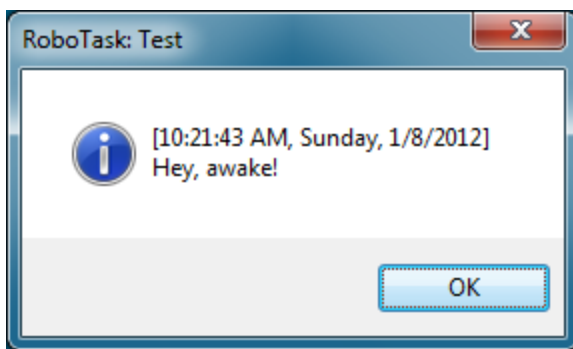 RoboTask: Test
[10:21:43 AM, Sunday, 1/8/2012]
Hey, awake!
OK